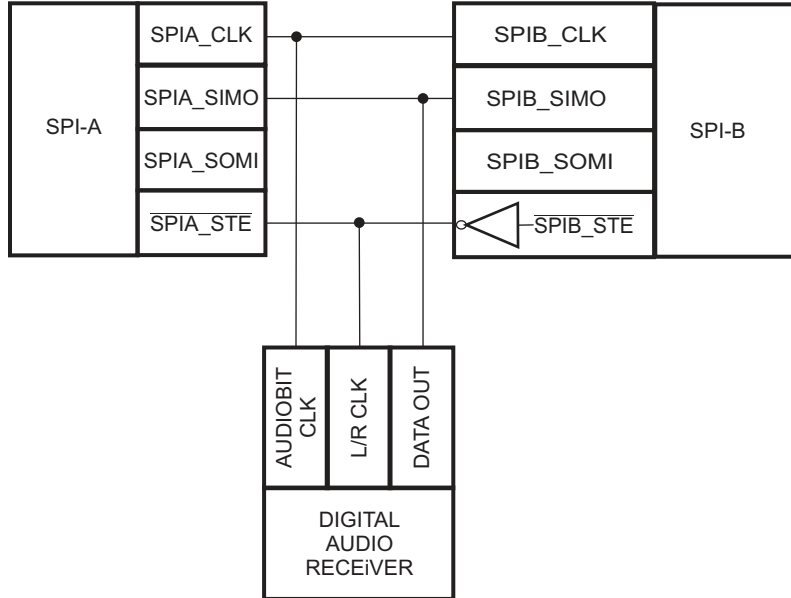 SPI-A
SPIA_CLK
SPIA_SIMO
SPIA_SOMI
SPIA_STE
SPIB_CLK
SPIB_SIMO
SPIB_SOMI
SPIB_STE
SPI-B
AUDIOBIT
CLK
L/R CLK
DATA OUT
DIGITAL
AUDIO
RECEiVER